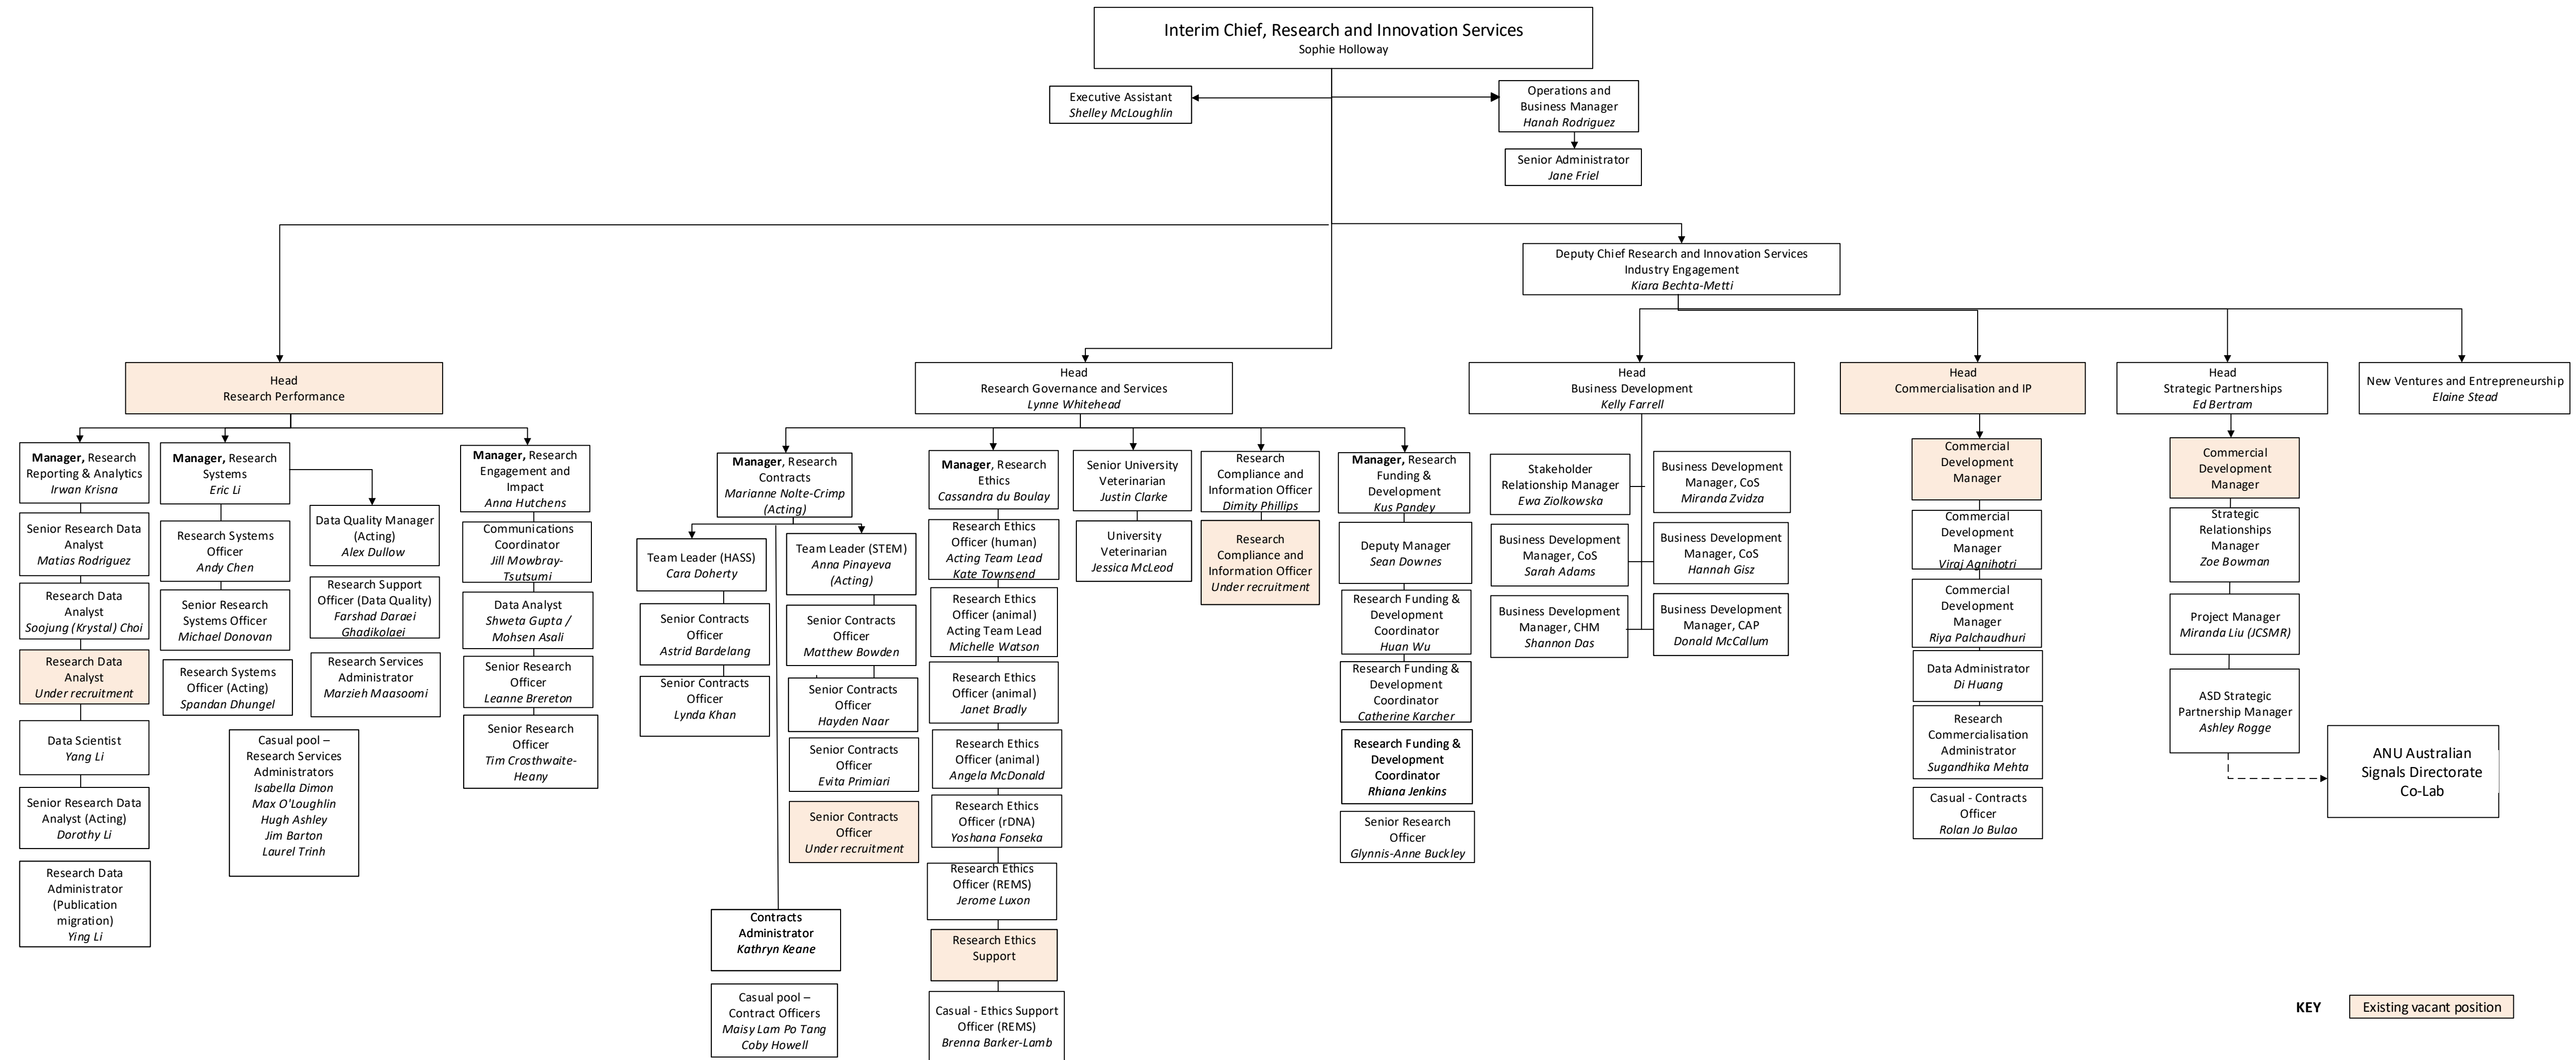 Interim Chief, Research and Innovation Services
Sophie Holloway
Executive Assistant
Shelley McLoughlin
Operations and
Business Manager
Hanah Rodriguez
Senior Administrator
Jane Friel
Deputy Chief Research and Innovation Services
Industry Engagement
Kiara Bechta-Metti
Head
Research Performance
Head
Research Governance and Services
Lynne Whitehead
Head
Business Development
Kelly Farrell
Head
Commercialisation and IP
Head
Strategic Partnerships
Ed Bertram
New Ventures and Entrepreneurship
Elaine Stead
Manager, Research
Reporting & Analytics
Irwan Krisna
Senior Research Data
Analyst
Matias Rodriguez
Research Data
Analyst
Soojung (Krystal) Choi
Research Data
Analyst
Under recruitment
Data Scientist
Yang Li
Senior Research Data
Analyst (Acting)
Dorothy Li
Research Data
Administrator
(Publication
migration)
Ying Li
Manager, Research
Systems
Eric Li
Research Systems
Officer
Andy Chen
Senior Research
Systems Officer
Michael Donovan
Research Systems
Officer (Acting)
Spandan Dhungel
Data Quality Manager
(Acting)
Alex Dullow
Research Support
Officer (Data Quality)
Farshad Daraei
Ghadikolaei
Research Services
Administrator
Marzieh Maasoomi
Casual pool –
Research Services
Administrators
Isabella Dimon
Max O'Loughlin
Hugh Ashley
Jim Barton
Laurel Trinh
Manager, Research
Engagement and
Impact
Anna Hutchens
Communications
Coordinator
Jill Mowbray-
Tsutsumi
Data Analyst
Shweta Gupta /
Mohsen Asali
Senior Research
Officer
Leanne Brereton
Senior Research
Officer
Tim Crosthwaite-
Heany
Manager, Research
Contracts
Marianne Nolte-Crimp
(Acting)
Team Leader (HASS)
Cara Doherty
Senior Contracts
Officer
Astrid Bardelang
Senior Contracts
Officer
Lynda Khan
Team Leader (STEM)
Anna Pinayeva
(Acting)
Senior Contracts
Officer
Matthew Bowden
Senior Contracts
Officer
Hayden Naar
Senior Contracts
Officer
Evita Primiari
Senior Contracts
Officer
Under recruitment
Contracts
Administrator
Kathryn Keane
Casual pool –
Contract Officers
Maisy Lam Po Tang
Coby Howell
Manager, Research
Ethics
Cassandra du Boulay
Research Ethics
Officer (human)
Acting Team Lead
Kate Townsend
Research Ethics
Officer (animal)
Acting Team Lead
Michelle Watson
Research Ethics
Officer (animal)
Janet Bradly
Research Ethics
Officer (animal)
Angela McDonald
Research Ethics
Officer (rDNA)
Yoshana Fonseka
Research Ethics
Officer (REMS)
Jerome Luxon
Research Ethics
Support
Casual - Ethics Support
Officer (REMS)
Brenna Barker-Lamb
Senior University
Veterinarian
Justin Clarke
University
Veterinarian
Jessica McLeod
Research
Compliance and
Information Officer
Dimity Phillips
Research
Compliance and
Information Officer
Under recruitment
Manager, Research
Funding &
Development
Kus Pandey
Deputy Manager
Sean Downes
Research Funding &
Development
Coordinator
Huan Wu
Research Funding &
Development
Coordinator
Catherine Karcher
Research Funding &
Development
Coordinator
Rhiana Jenkins
Senior Research
Officer
Glynnis-Anne Buckley
Stakeholder
Relationship Manager
Ewa Ziolkowska
Business Development
Manager, CoS
Miranda Zvidza
Business Development
Manager, CoS
Sarah Adams
Business Development
Manager, CoS
Hannah Gisz
Business Development
Manager, CHM
Shannon Das
Business Development
Manager, CAP
Donald McCallum
Commercial
Development
Manager
Commercial
Development
Manager
Viraj Agnihotri
Commercial
Development
Manager
Riya Palchaudhuri
Data Administrator
Di Huang
Research
Commercialisation
Administrator
Sugandhika Mehta
Casual - Contracts
Officer
Rolan Jo Bulao
Commercial
Development
Manager
Strategic
Relationships
Manager
Zoe Bowman
Project Manager
Miranda Liu (JCSMR)
ASD Strategic
Partnership Manager
Ashley Rogge
ANU Australian
Signals Directorate
Co-Lab
KEY
Existing vacant position